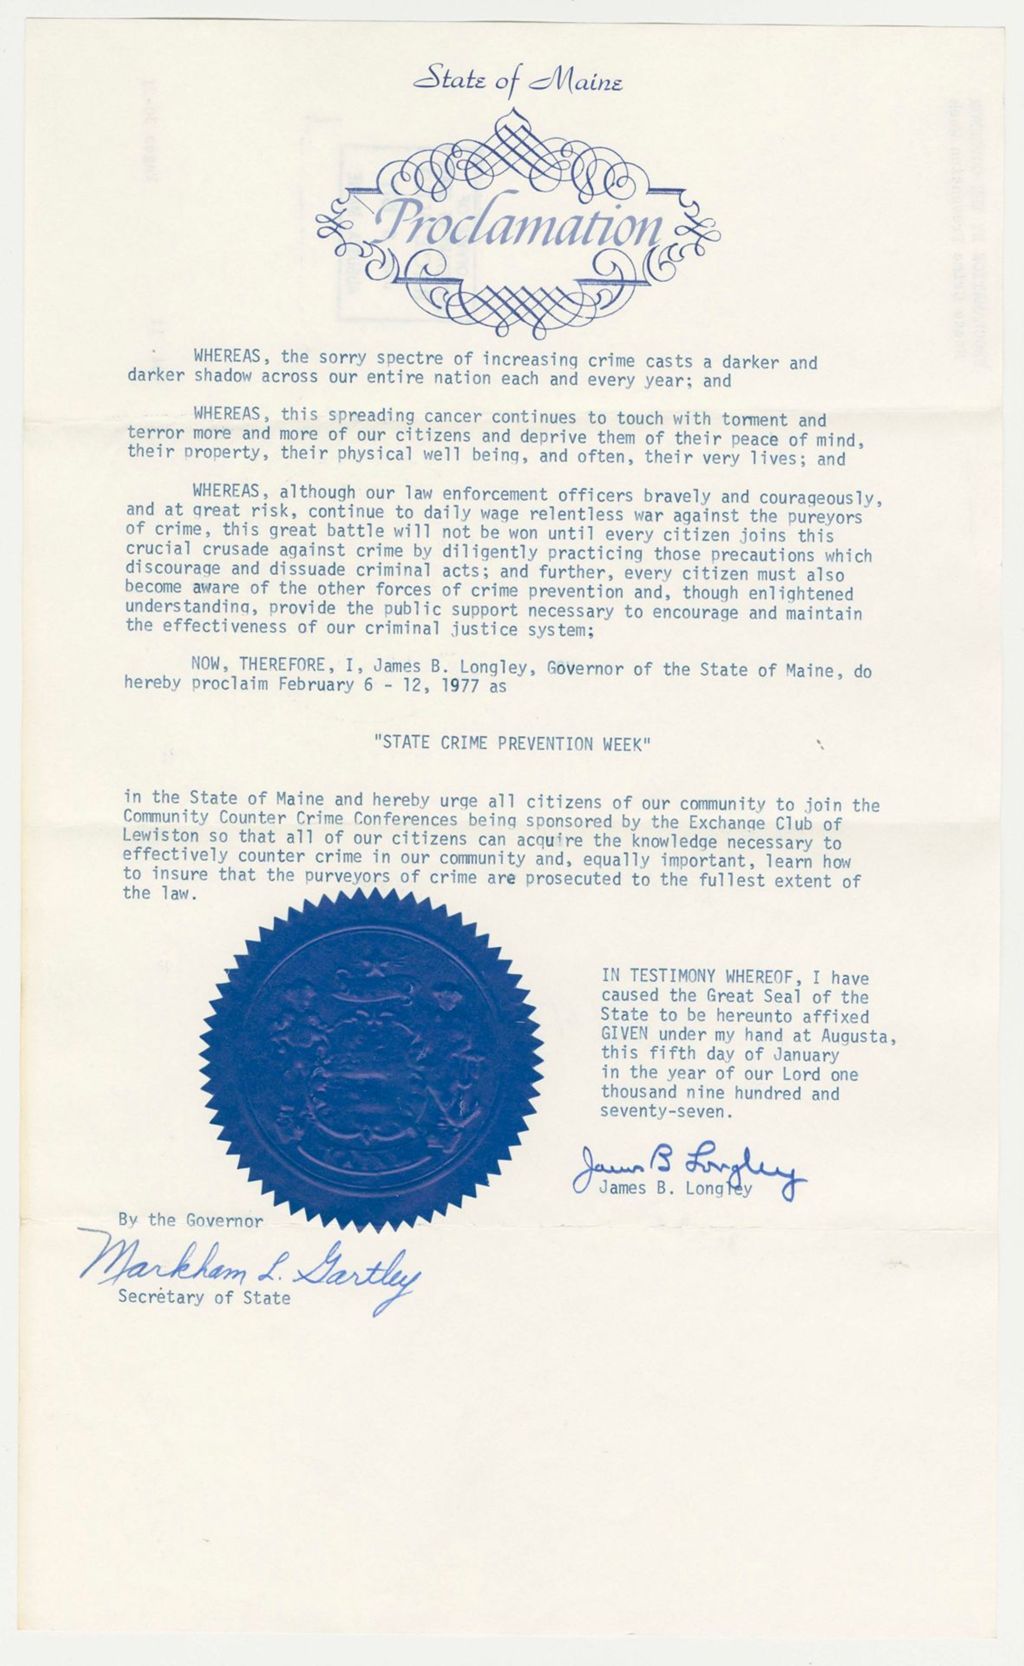 State of Maine
Proclamation
WHEREAS, the sorry spectre of increasing crime casts a darker and
darker shadow across our entire nation each and every year; and
WHEREAS, this spreading cancer continues to touch with torment and
terror more and more of our citizens and deprive them of their peace of mind,
their property, their physical well being, and often, their very lives; and
WHEREAS, although our law enforcement officers bravely and courageously,
and at great risk, continue to daily wage relentless war against the pureyors
of crime, this great battle will not be won until every citizen joins this
crucial crusade against crime by diligently practicing those precautions which
discourage and dissuade criminal acts; and further, every citizen must also
become aware of the other forces of crime prevention and, though enlightened
understanding, provide the public support necessary to encourage and maintain
the effectiveness of our criminal justice system;
NOW, THEREFORE, I, James B. Longley, Governor of the State of Maine, do
hereby proclaim February 6 - 12, 1977 as
"STATE CRIME PREVENTION WEEK"
in the State of Maine and hereby urge all citizens of our community to join the
Community Counter Crime Conferences being sponsored by the Exchange Club of
Lewiston so that all of our citizens can acquire the knowledge necessary to
effectively counter crime in our community and, equally important, learn how
to insure that the purveyors of crime are prosecuted to the fullest extent of
the law.
IN TESTIMONY WHEREOF, I have
caused the Great Seal of the
State to be hereunto affixed
GIVEN under my hand at Augusta,
this fifth day of January
in the year of our Lord one
thousand nine hundred and
seventy-seven.
James B Longley
James B. Longley
By the Governor
Markham L. Gartley
Secretary of State